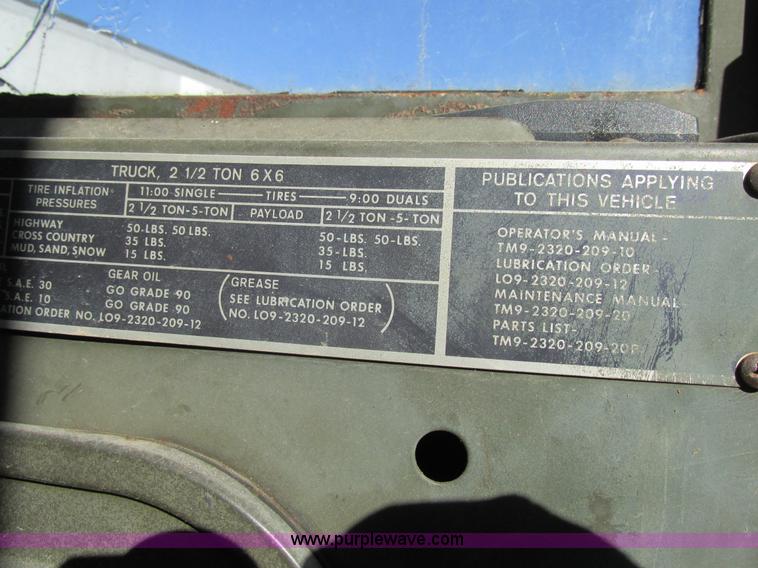 TRUCK, 2 1/2 TON 6X6
TIRE INFLATION
PRESSURES
11:00 SINGLE — TIRES — 9:00 DUALS
2 1/2 TON-5-TON PAYLOAD 2 1/2 TON-5-TON
HIGHWAY 50-LBS. 50 LBS. 50-LBS. 50-LBS.
CROSS COUNTRY 35 LBS. 35-LBS.
MUD, SAND, SNOW 15 LBS. 15 LBS.
GEAR OIL
S.A.E. 30 GO GRADE 90
S.A.E. 10 GO GRADE 90
ORDER NO. LO9-2320-209-12
(GREASE
SEE LUBRICATION ORDER
NO. LO9-2320-209-12)
PUBLICATIONS APPLYING
TO THIS VEHICLE
OPERATOR'S MANUAL-
TM9-2320-209-10
LUBRICATION ORDER-
LO9-2320-209-12
MAINTENANCE MANUAL-
TM9-2320-209-20
PARTS LIST-
TM9-2320-209-20P
www.purplewave.com